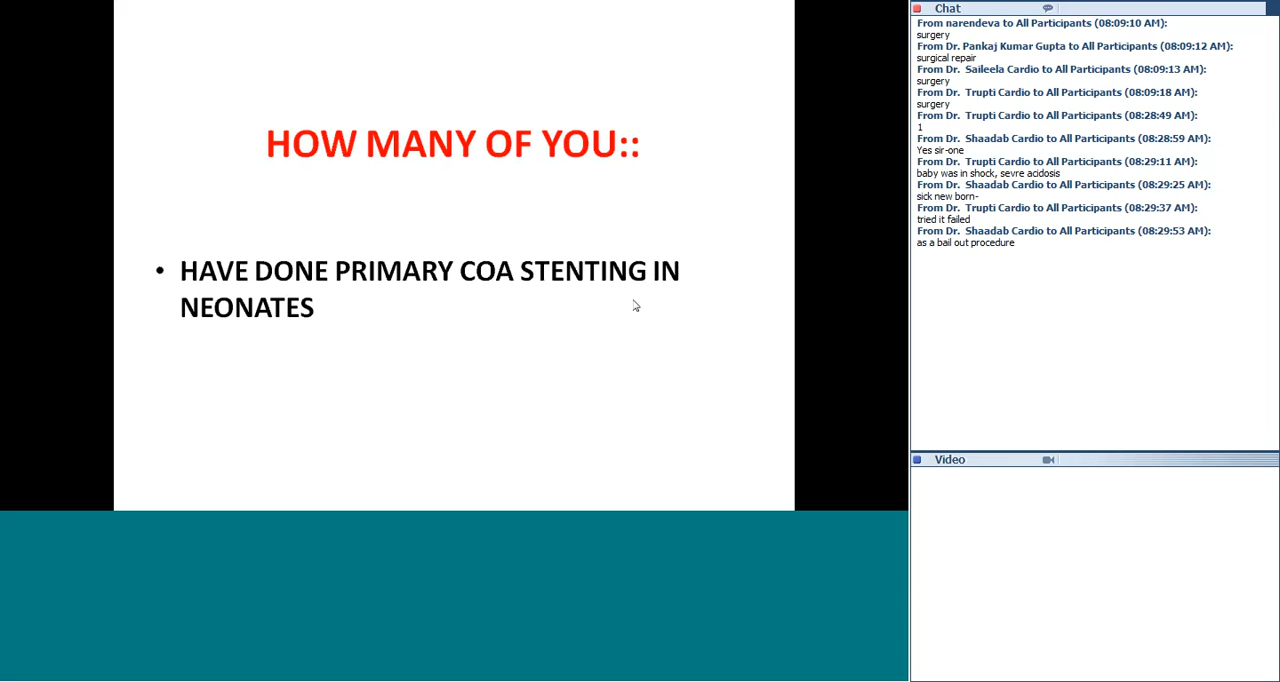 HOW MANY OF YOU::
• HAVE DONE PRIMARY COA STENTING IN
NEONATES
Chat
From narendeva to All Participants (08:09:10 AM):
surgery
From Dr. Pankaj Kumar Gupta to All Participants (08:09:12 AM):
surgical repair
From Dr.  Saileela Cardio to All Participants (08:09:13 AM):
surgery
From Dr.  Trupti Cardio to All Participants (08:09:18 AM):
surgery
From Dr.  Trupti Cardio to All Participants (08:28:49 AM):
1
From Dr.  Shaadab Cardio to All Participants (08:28:59 AM):
Yes sir-one
From Dr.  Trupti Cardio to All Participants (08:29:11 AM):
baby was in shock, sevre acidosis
From Dr.  Shaadab Cardio to All Participants (08:29:25 AM):
sick new born-
From Dr.  Trupti Cardio to All Participants (08:29:37 AM):
tried it failed
From Dr.  Shaadab Cardio to All Participants (08:29:53 AM):
as a bail out procedure
Video